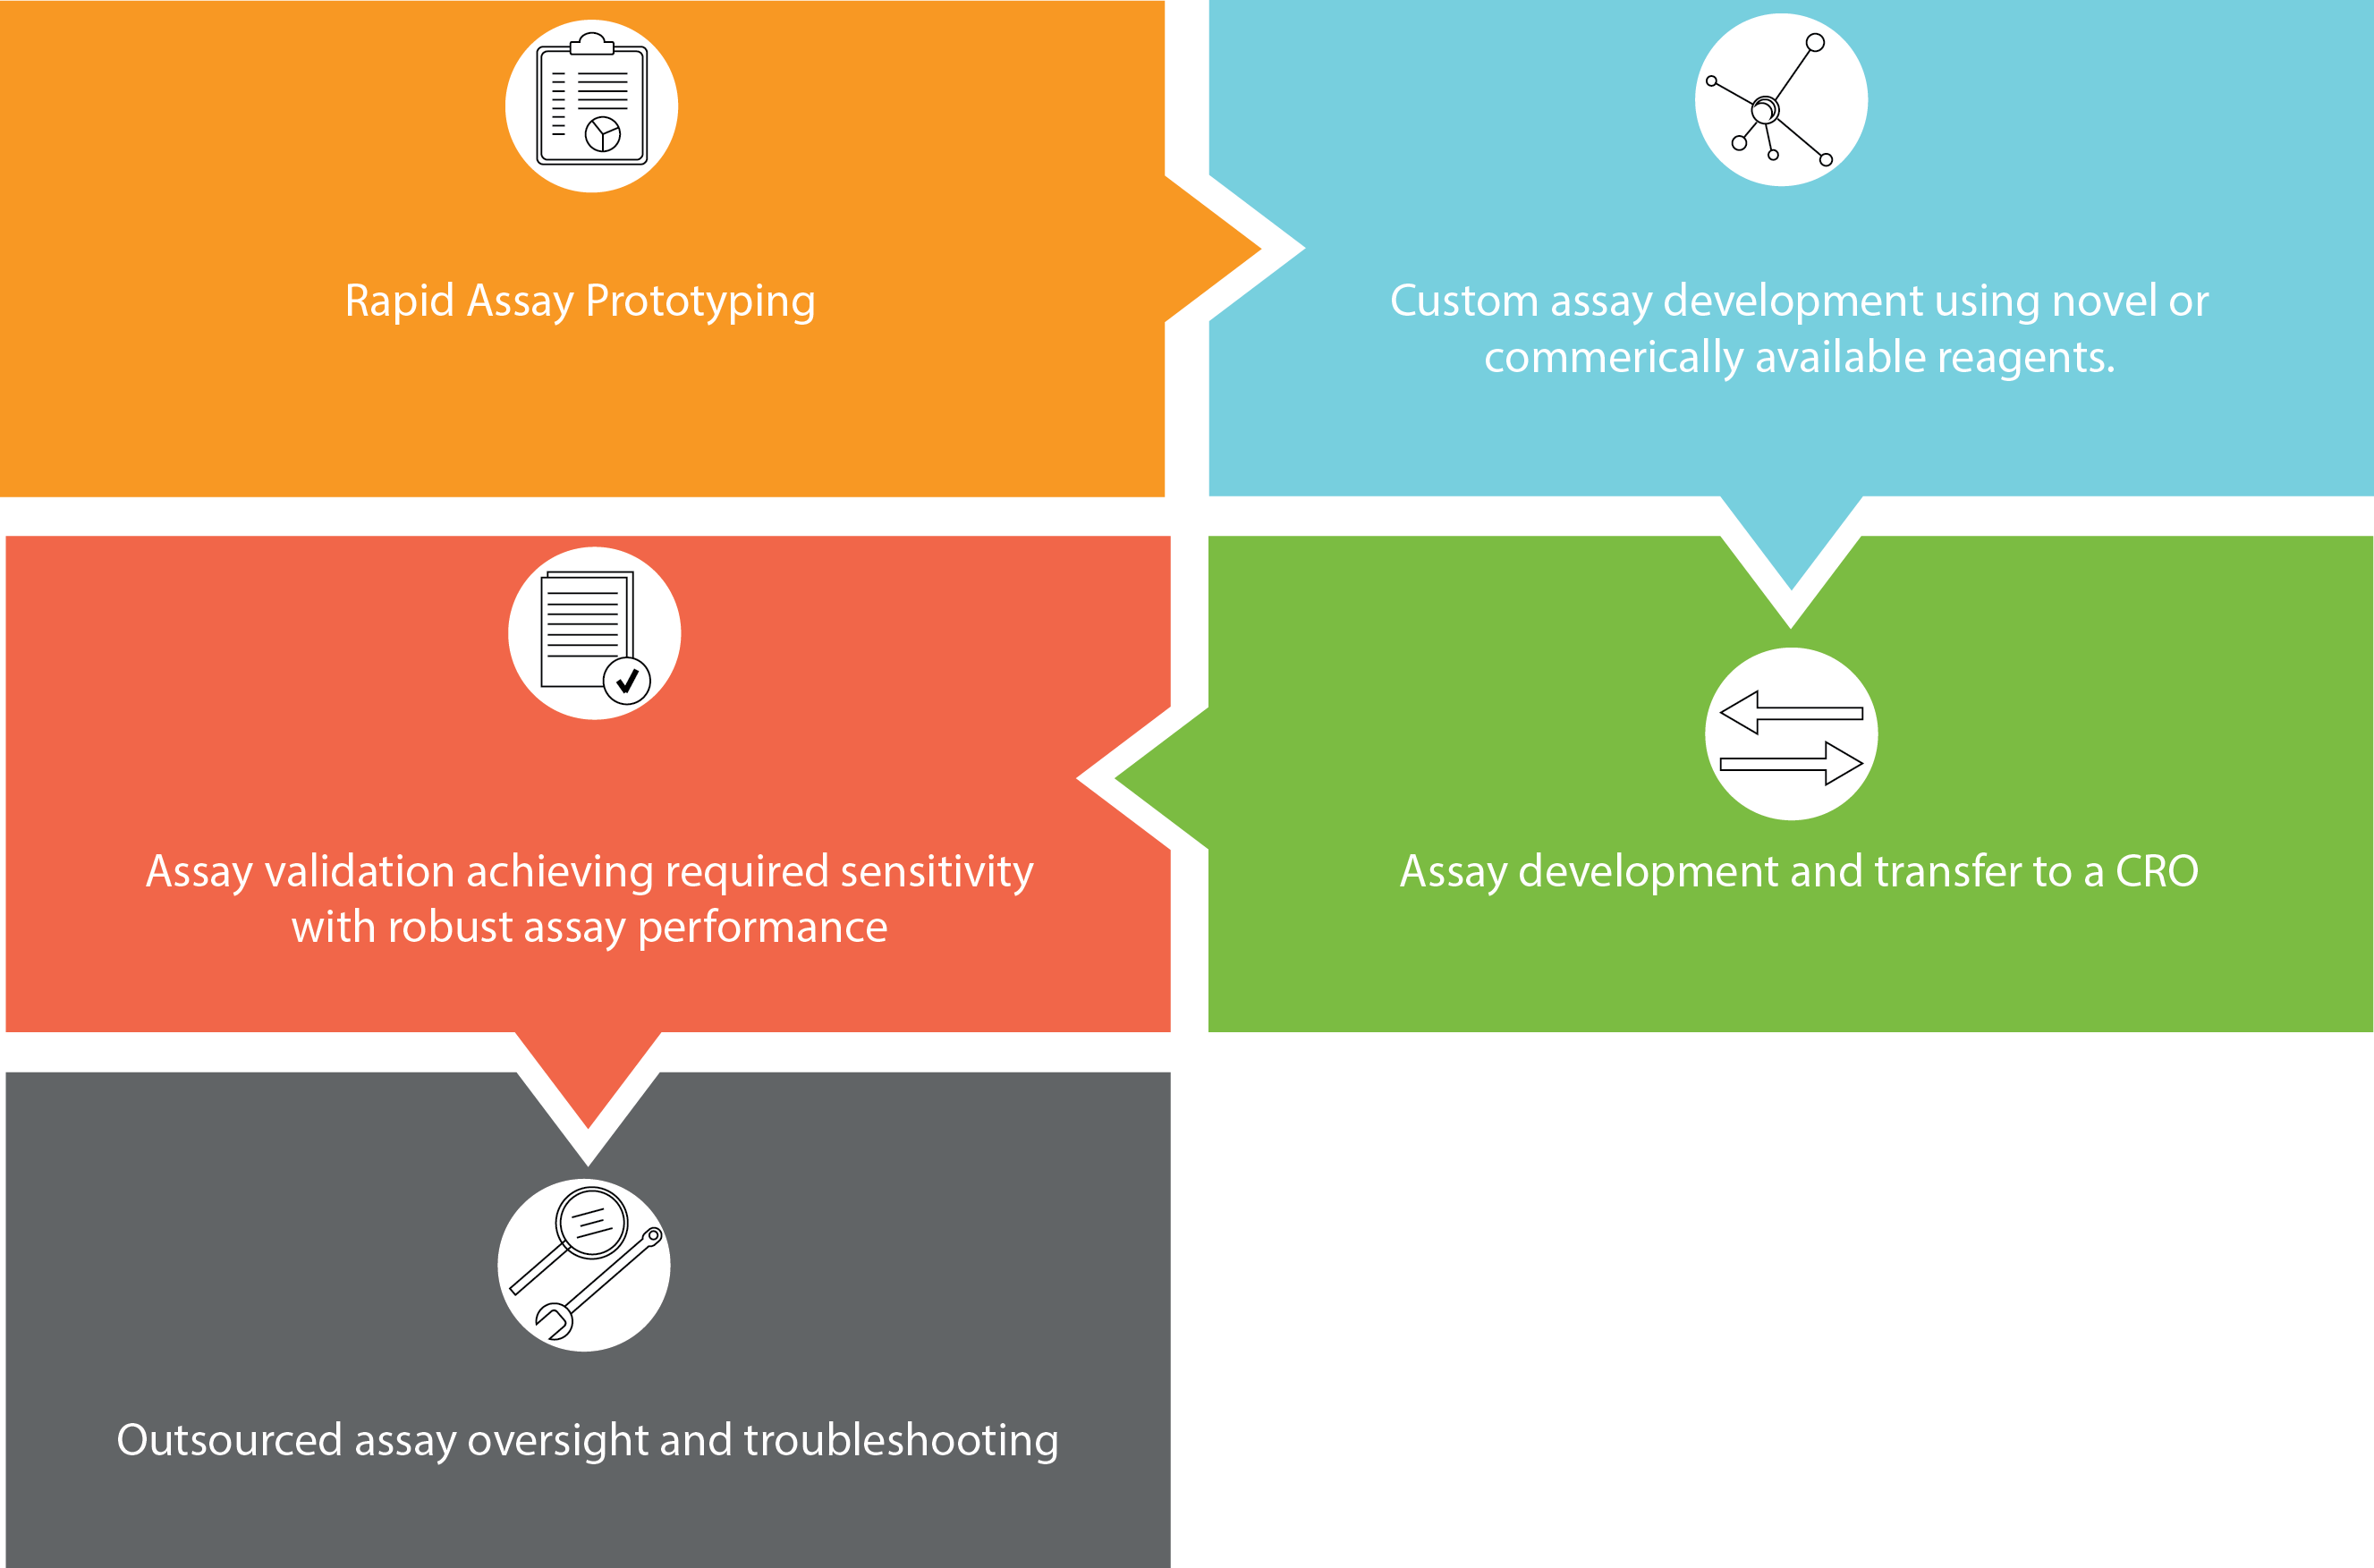 Rapid Assay Prototyping
Custom assay development using novel or
commerically available reagents.
Assay development and transfer to a CRO
Assay validation achieving required sensitivity
with robust assay performance
Outsourced assay oversight and troubleshooting